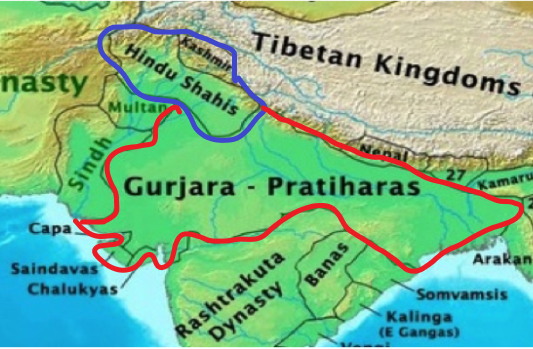 Tibetan Kingdoms
Hindu Shahis
Kashmir
nasty
Multan
Sindh
Nepal
27
Kamaru
2
Gurjara - Pratiharas
Capa
Saindavas
Chalukyas
Rashtrakuta
Dynasty
Banas
Arakan
Somvamsis
Kalinga
(E Gangas)